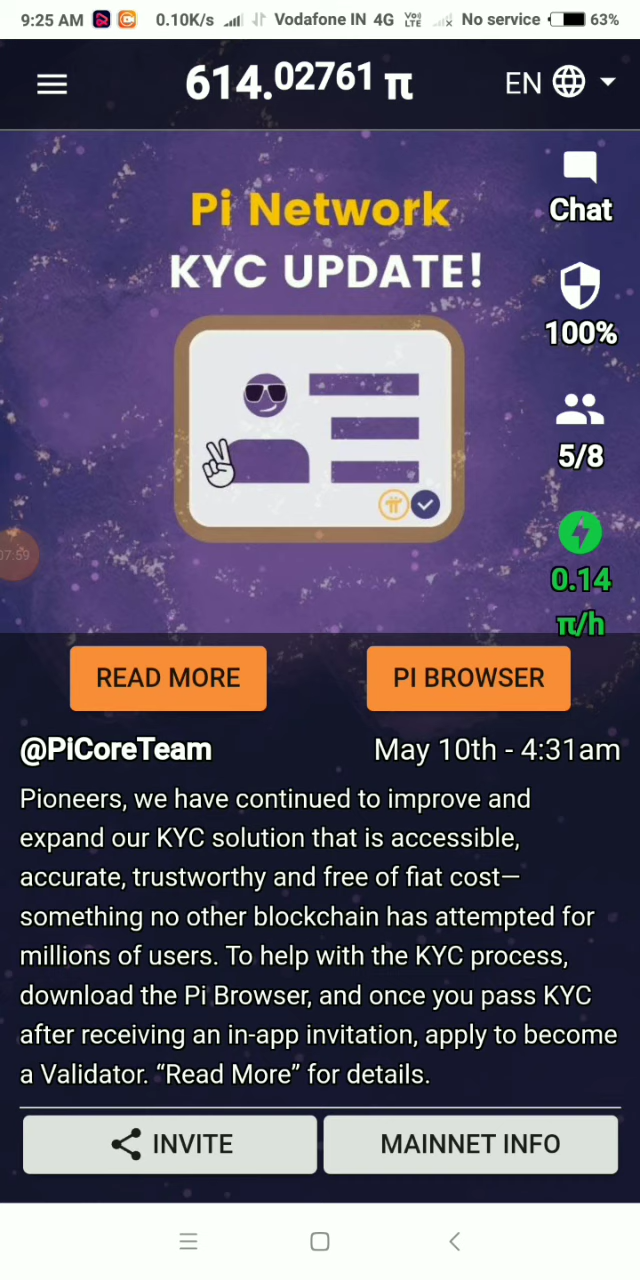 9:25 AM 0.10K/s Vodafone IN 4G VoLTE No service 63%
614.02761 π EN
Pi Network
KYC UPDATE!
Chat
100%
5/8
07:59
0.14
π/h
READ MORE PI BROWSER
@PiCoreTeam May 10th - 4:31am
Pioneers, we have continued to improve and
expand our KYC solution that is accessible,
accurate, trustworthy and free of fiat cost—
something no other blockchain has attempted for
millions of users. To help with the KYC process,
download the Pi Browser, and once you pass KYC
after receiving an in-app invitation, apply to become
a Validator. “Read More” for details.
INVITE MAINNET INFO